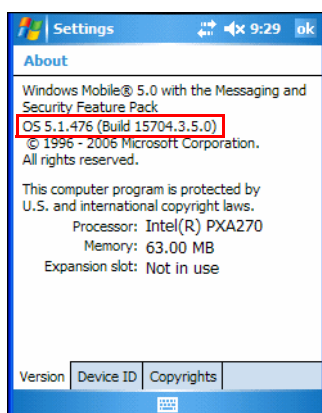 Settings 9:29 ok
About
Windows Mobile® 5.0 with the Messaging and
Security Feature Pack
OS 5.1.476 (Build 15704.3.5.0)
© 1996 - 2006 Microsoft Corporation.
All rights reserved.
This computer program is protected by
U.S. and international copyright laws.
Processor: Intel(R) PXA270
Memory: 63.00 MB
Expansion slot: Not in use
Version Device ID Copyrights